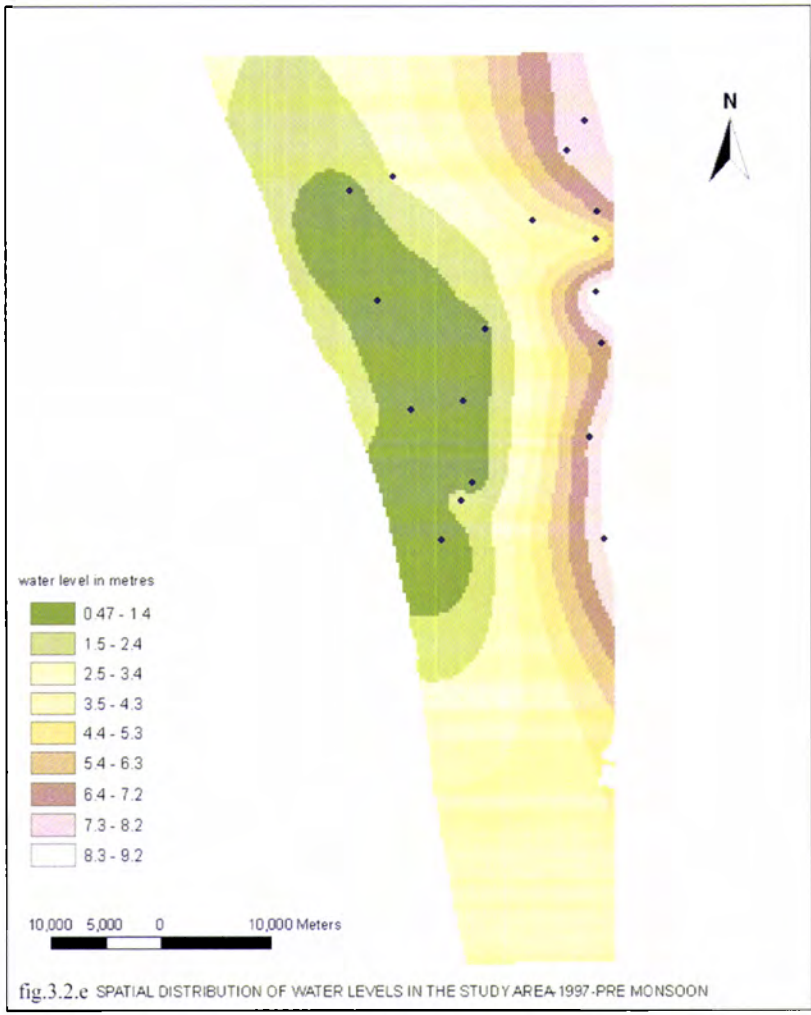 N
water level in metres
0.47 - 1.4
1.5 - 2.4
2.5 - 3.4
3.5 - 4.3
4.4 - 5.3
5.4 - 6.3
6.4 - 7.2
7.3 - 8.2
8.3 - 9.2
10,000 5,000 0 10,000 Meters
fig.3.2.e SPATIAL DISTRIBUTION OF WATER LEVELS IN THE STUDY AREA-1997-PRE MONSOON